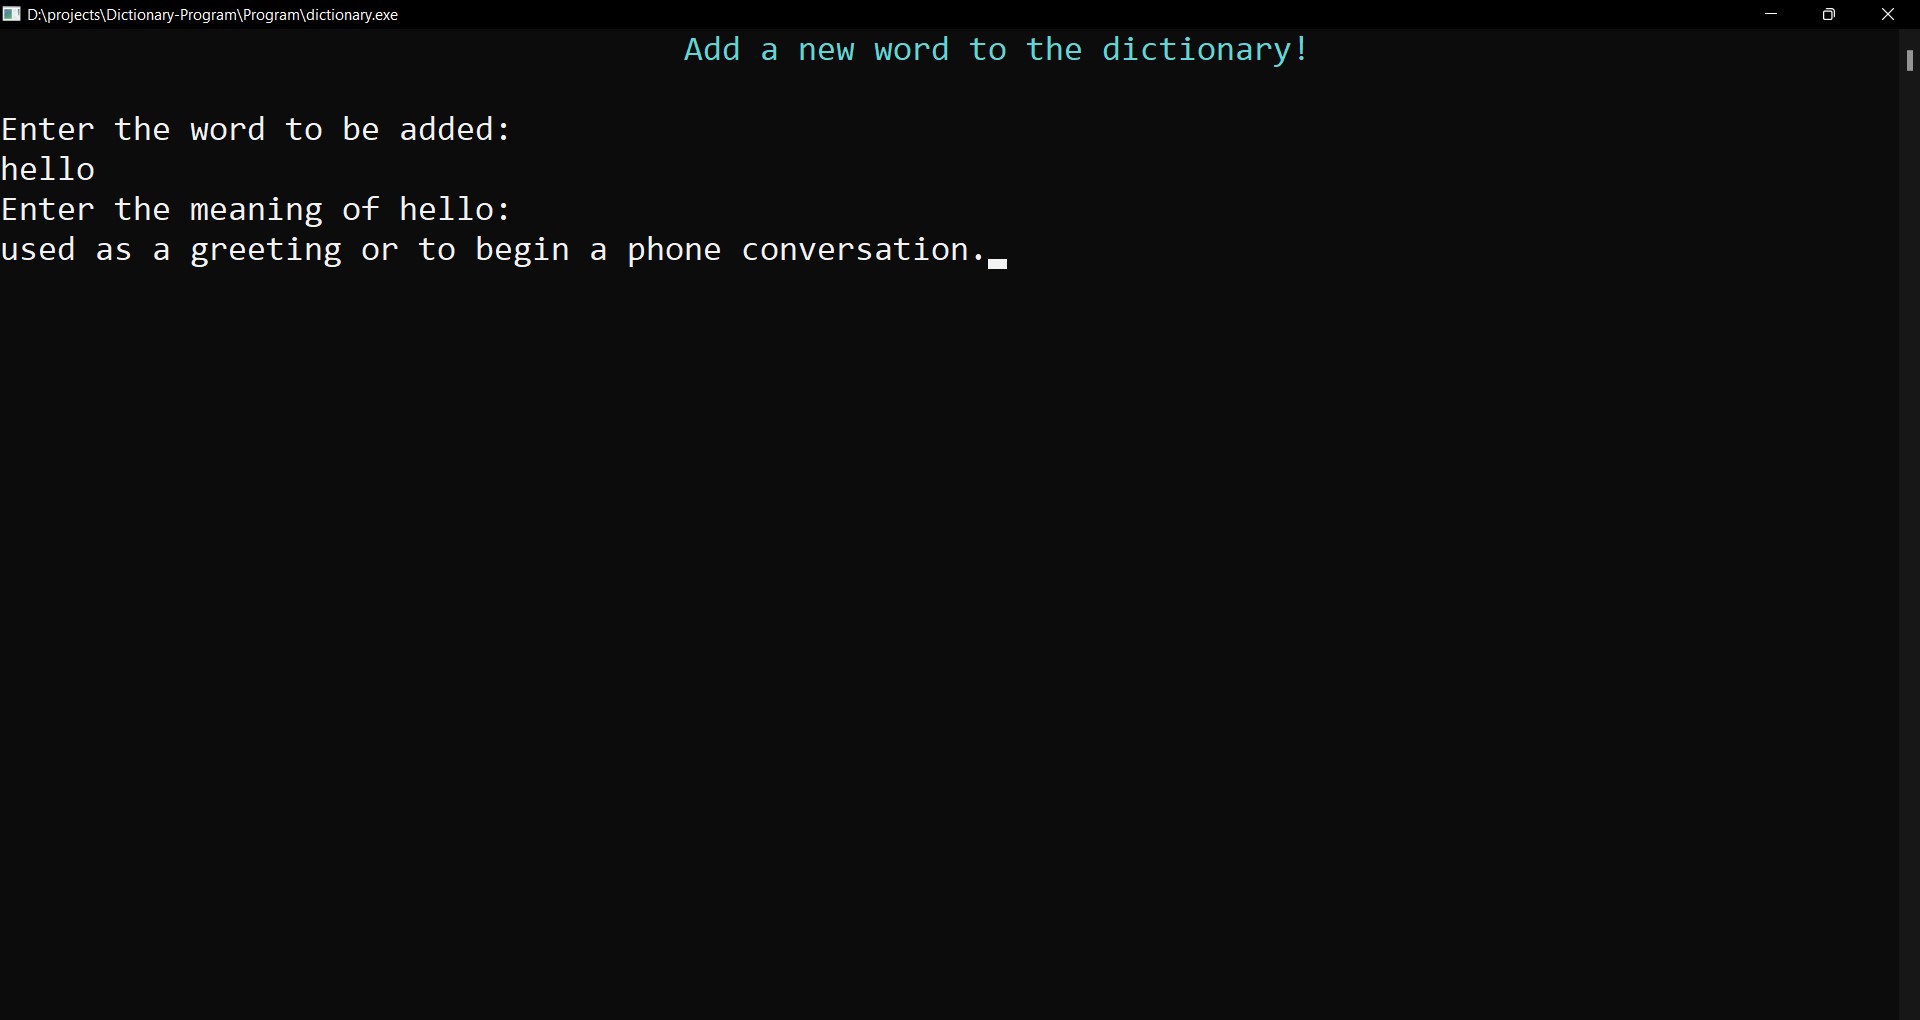 D:\projects\Dictionary-Program\Program\dictionary.exe
Add a new word to the dictionary!
Enter the word to be added:
hello
Enter the meaning of hello:
used as a greeting or to begin a phone conversation.